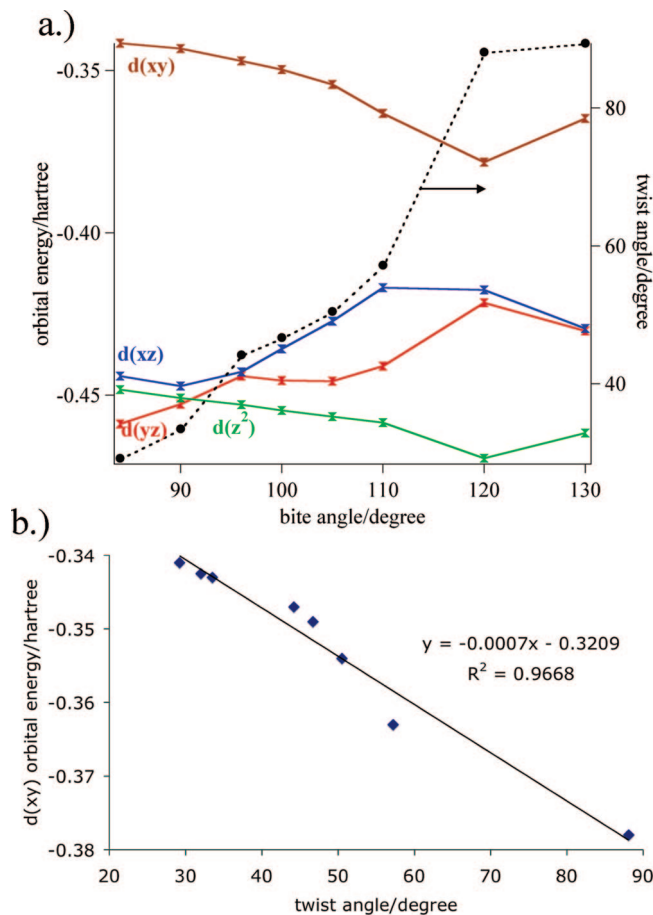 a.)
-0.35
-0.40
-0.45
orbital energy/hartree
d(xy)
d(xz)
d(yz)
d(z²)
80
60
40
twist angle/degree
90 100 110 120 130
bite angle/degree
b.)
-0.34
-0.35
-0.36
-0.37
-0.38
d(xy) orbital energy/hartree
y = -0.0007x - 0.3209
R² = 0.9668
20 30 40 50 60 70 80 90
twist angle/degree